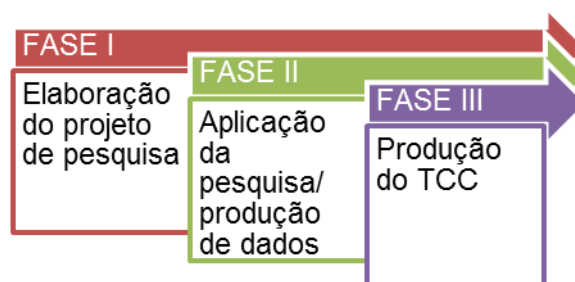 FASE I
Elaboração
do projeto
de pesquisa
FASE II
Aplicação
da
pesquisa/
produção
de dados
FASE III
Produção
do TCC